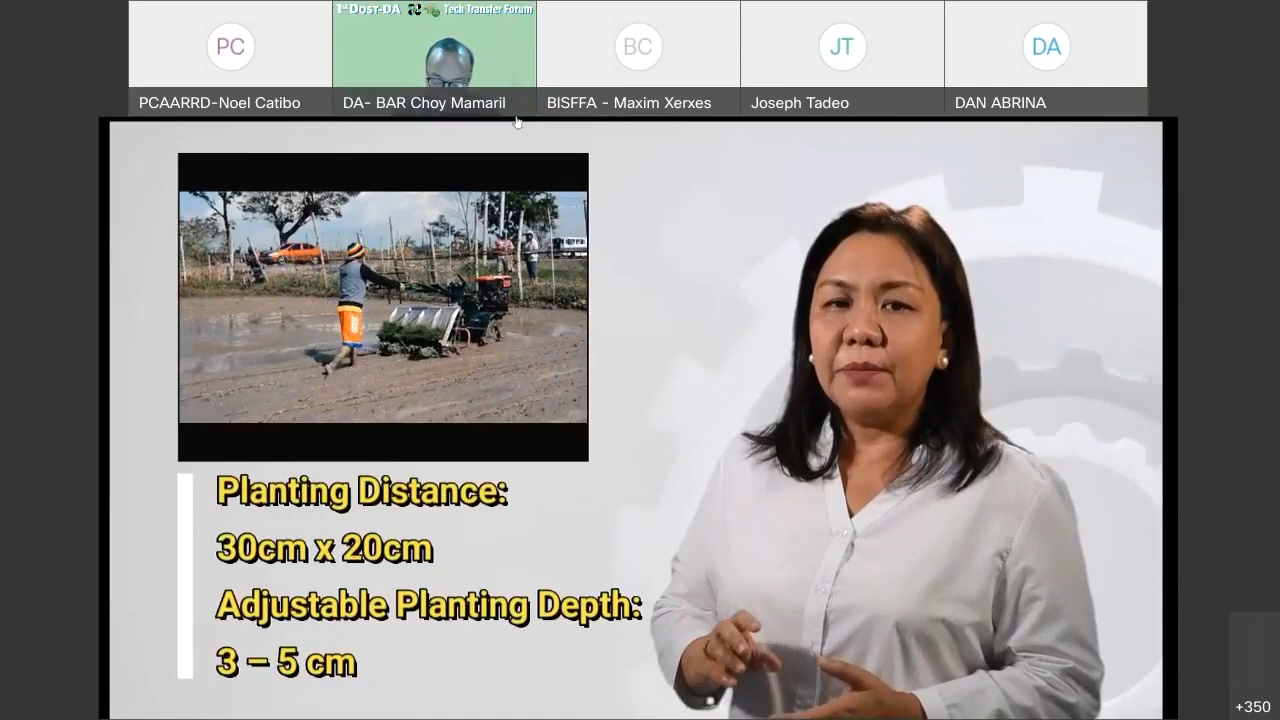 1st DOST-DA Tech Transfer Forum
PC
BC
JT
DA
PCAARRD-Noel Catibo
DA- BAR Choy Mamaril
BISFFA - Maxim Xerxes
Joseph Tadeo
DAN ABRINA
Planting Distance:
30cm x 20cm
Adjustable Planting Depth:
3 – 5 cm
+350